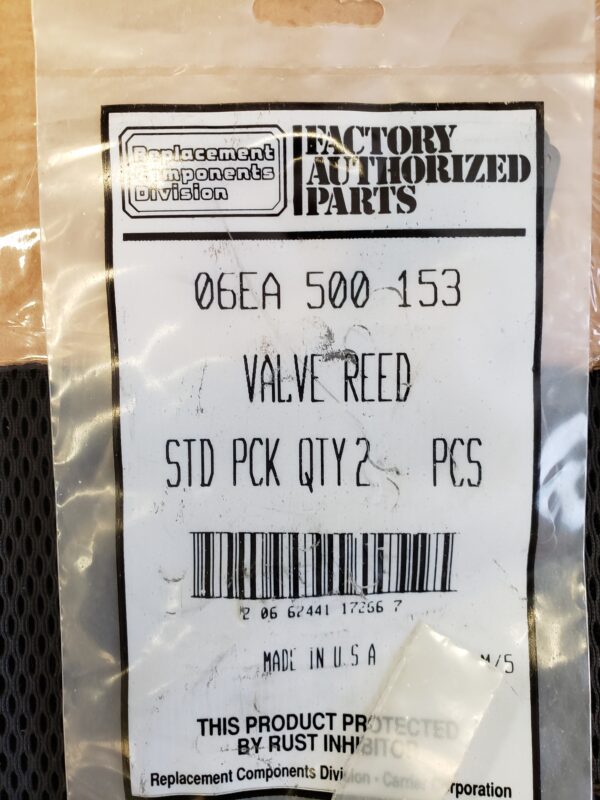 Replacement
Components
Division
FACTORY
AUTHORIZED
PARTS
06EA 500 153
VALVE REED
STD PCK QTY 2 PCS
2 06 62441 17266 7
MADE IN U.S.A
THIS PRODUCT PROTECTED
BY RUST INHIBITOR
Replacement Components Division - Carrier Corporation